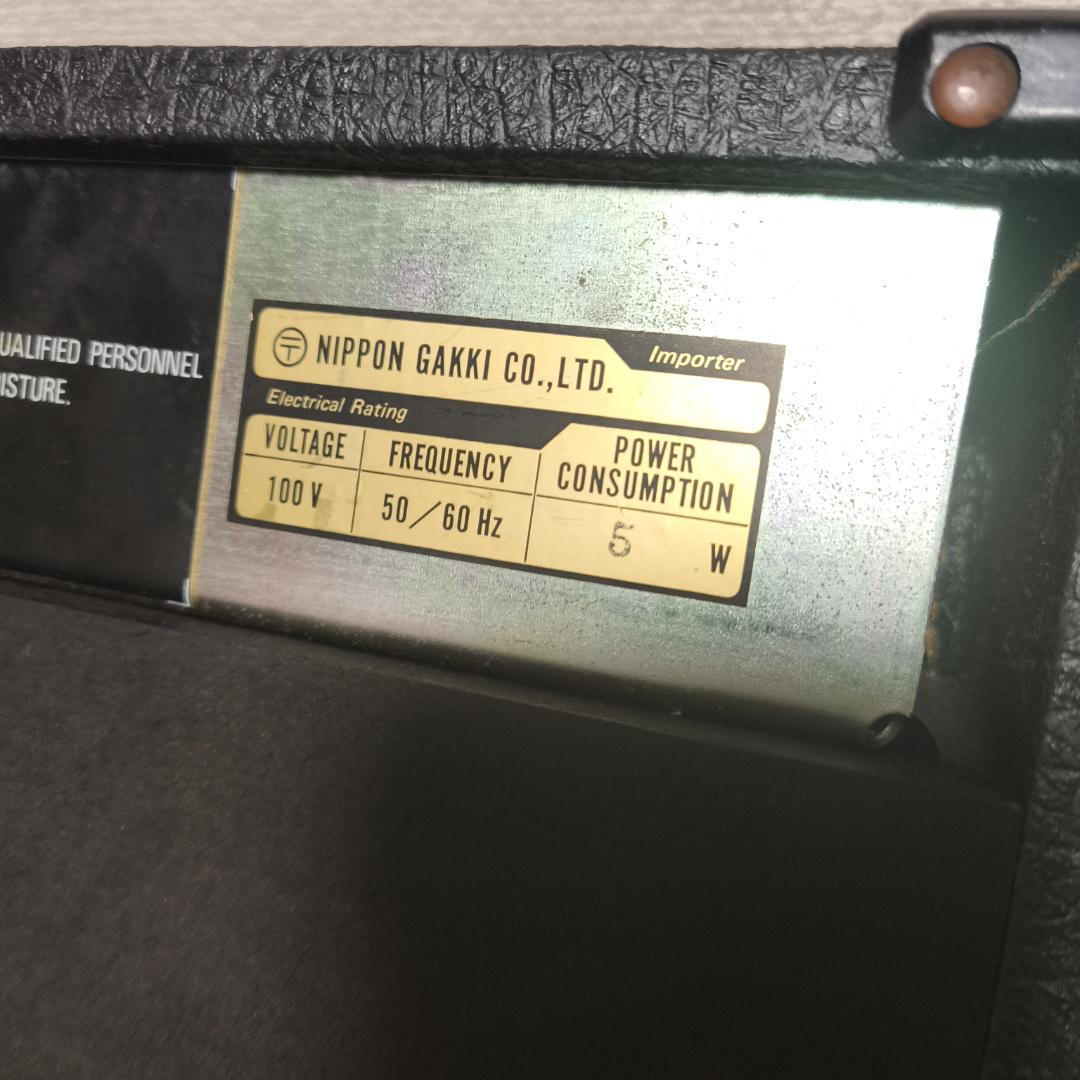 UALIFIED PERSONNEL
ISTURE.
〶 NIPPON GAKKI CO.,LTD.
Importer
Electrical Rating
VOLTAGE
100 V
FREQUENCY
50/60 Hz
POWER
CONSUMPTION
5 W